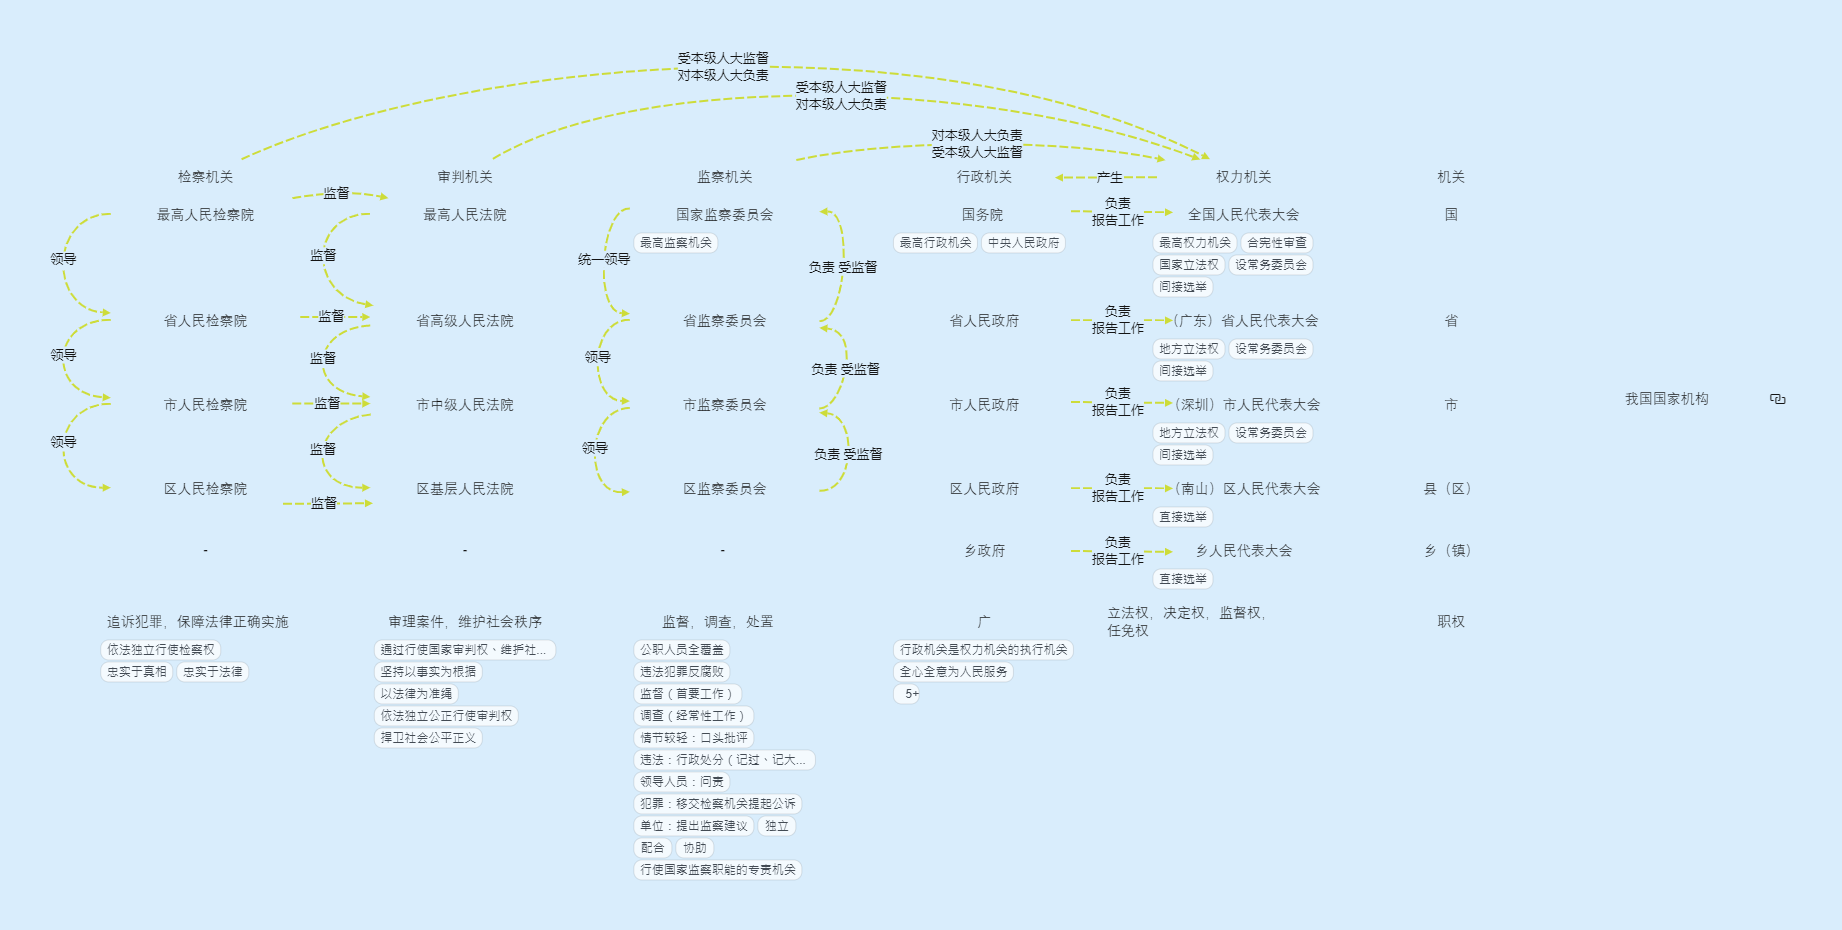 受本级人大监督
对本级人大负责
受本级人大监督
对本级人大负责
对本级人大负责
受本级人大监督
检察机关
审判机关
监察机关
行政机关
产生
权力机关
机关
监督
最高人民检察院
最高人民法院
国家监察委员会
国务院
负责
报告工作
全国人民代表大会
国
最高监察机关
最高行政机关
中央人民政府
最高权力机关
合宪性审查
领导
监督
统一领导
负责 受监督
国家立法权
设常务委员会
间接选举
省人民检察院
监督
省高级人民法院
省监察委员会
省人民政府
负责
报告工作
（广东）省人民代表大会
省
地方立法权
设常务委员会
领导
监督
领导
负责 受监督
间接选举
市人民检察院
监督
市中级人民法院
市监察委员会
市人民政府
负责
报告工作
（深圳）市人民代表大会
市
我国国家机构
地方立法权
设常务委员会
领导
监督
领导
负责 受监督
间接选举
区人民检察院
监督
区基层人民法院
区监察委员会
区人民政府
负责
报告工作
（南山）区人民代表大会
县（区）
直接选举
-
-
-
乡政府
负责
报告工作
乡人民代表大会
乡（镇）
直接选举
追诉犯罪，保障法律正确实施
审理案件，维护社会秩序
监督，调查，处置
广
立法权，决定权，监督权，
任免权
职权
依法独立行使检察权
忠实于真相
忠实于法律
通过行使国家审判权、维护社...
坚持以事实为根据
以法律为准绳
依法独立公正行使审判权
捍卫社会公平正义
公职人员全覆盖
违法犯罪反腐败
监督（首要工作）
调查（经常性工作）
情节较轻：口头批评
违法：行政处分（记过、记大...
领导人员：问责
犯罪：移交检察机关提起公诉
单位：提出监察建议
独立
配合
协助
行使国家监察职能的专责机关
行政机关是权力机关的执行机关
全心全意为人民服务
5+